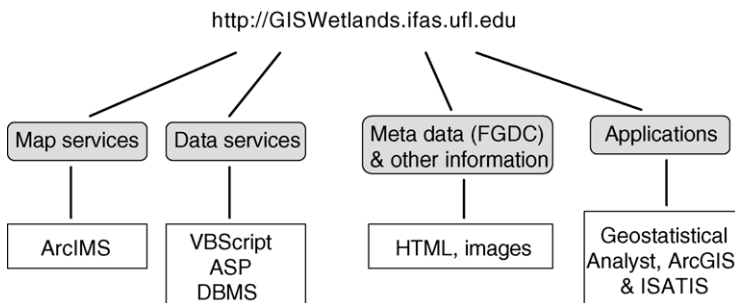 http://GISWetlands.ifas.ufl.edu
Map services
Data services
Meta data (FGDC)
& other information
Applications
ArcIMS
VBScript
ASP
DBMS
HTML, images
Geostatistical
Analyst, ArcGIS
& ISATIS